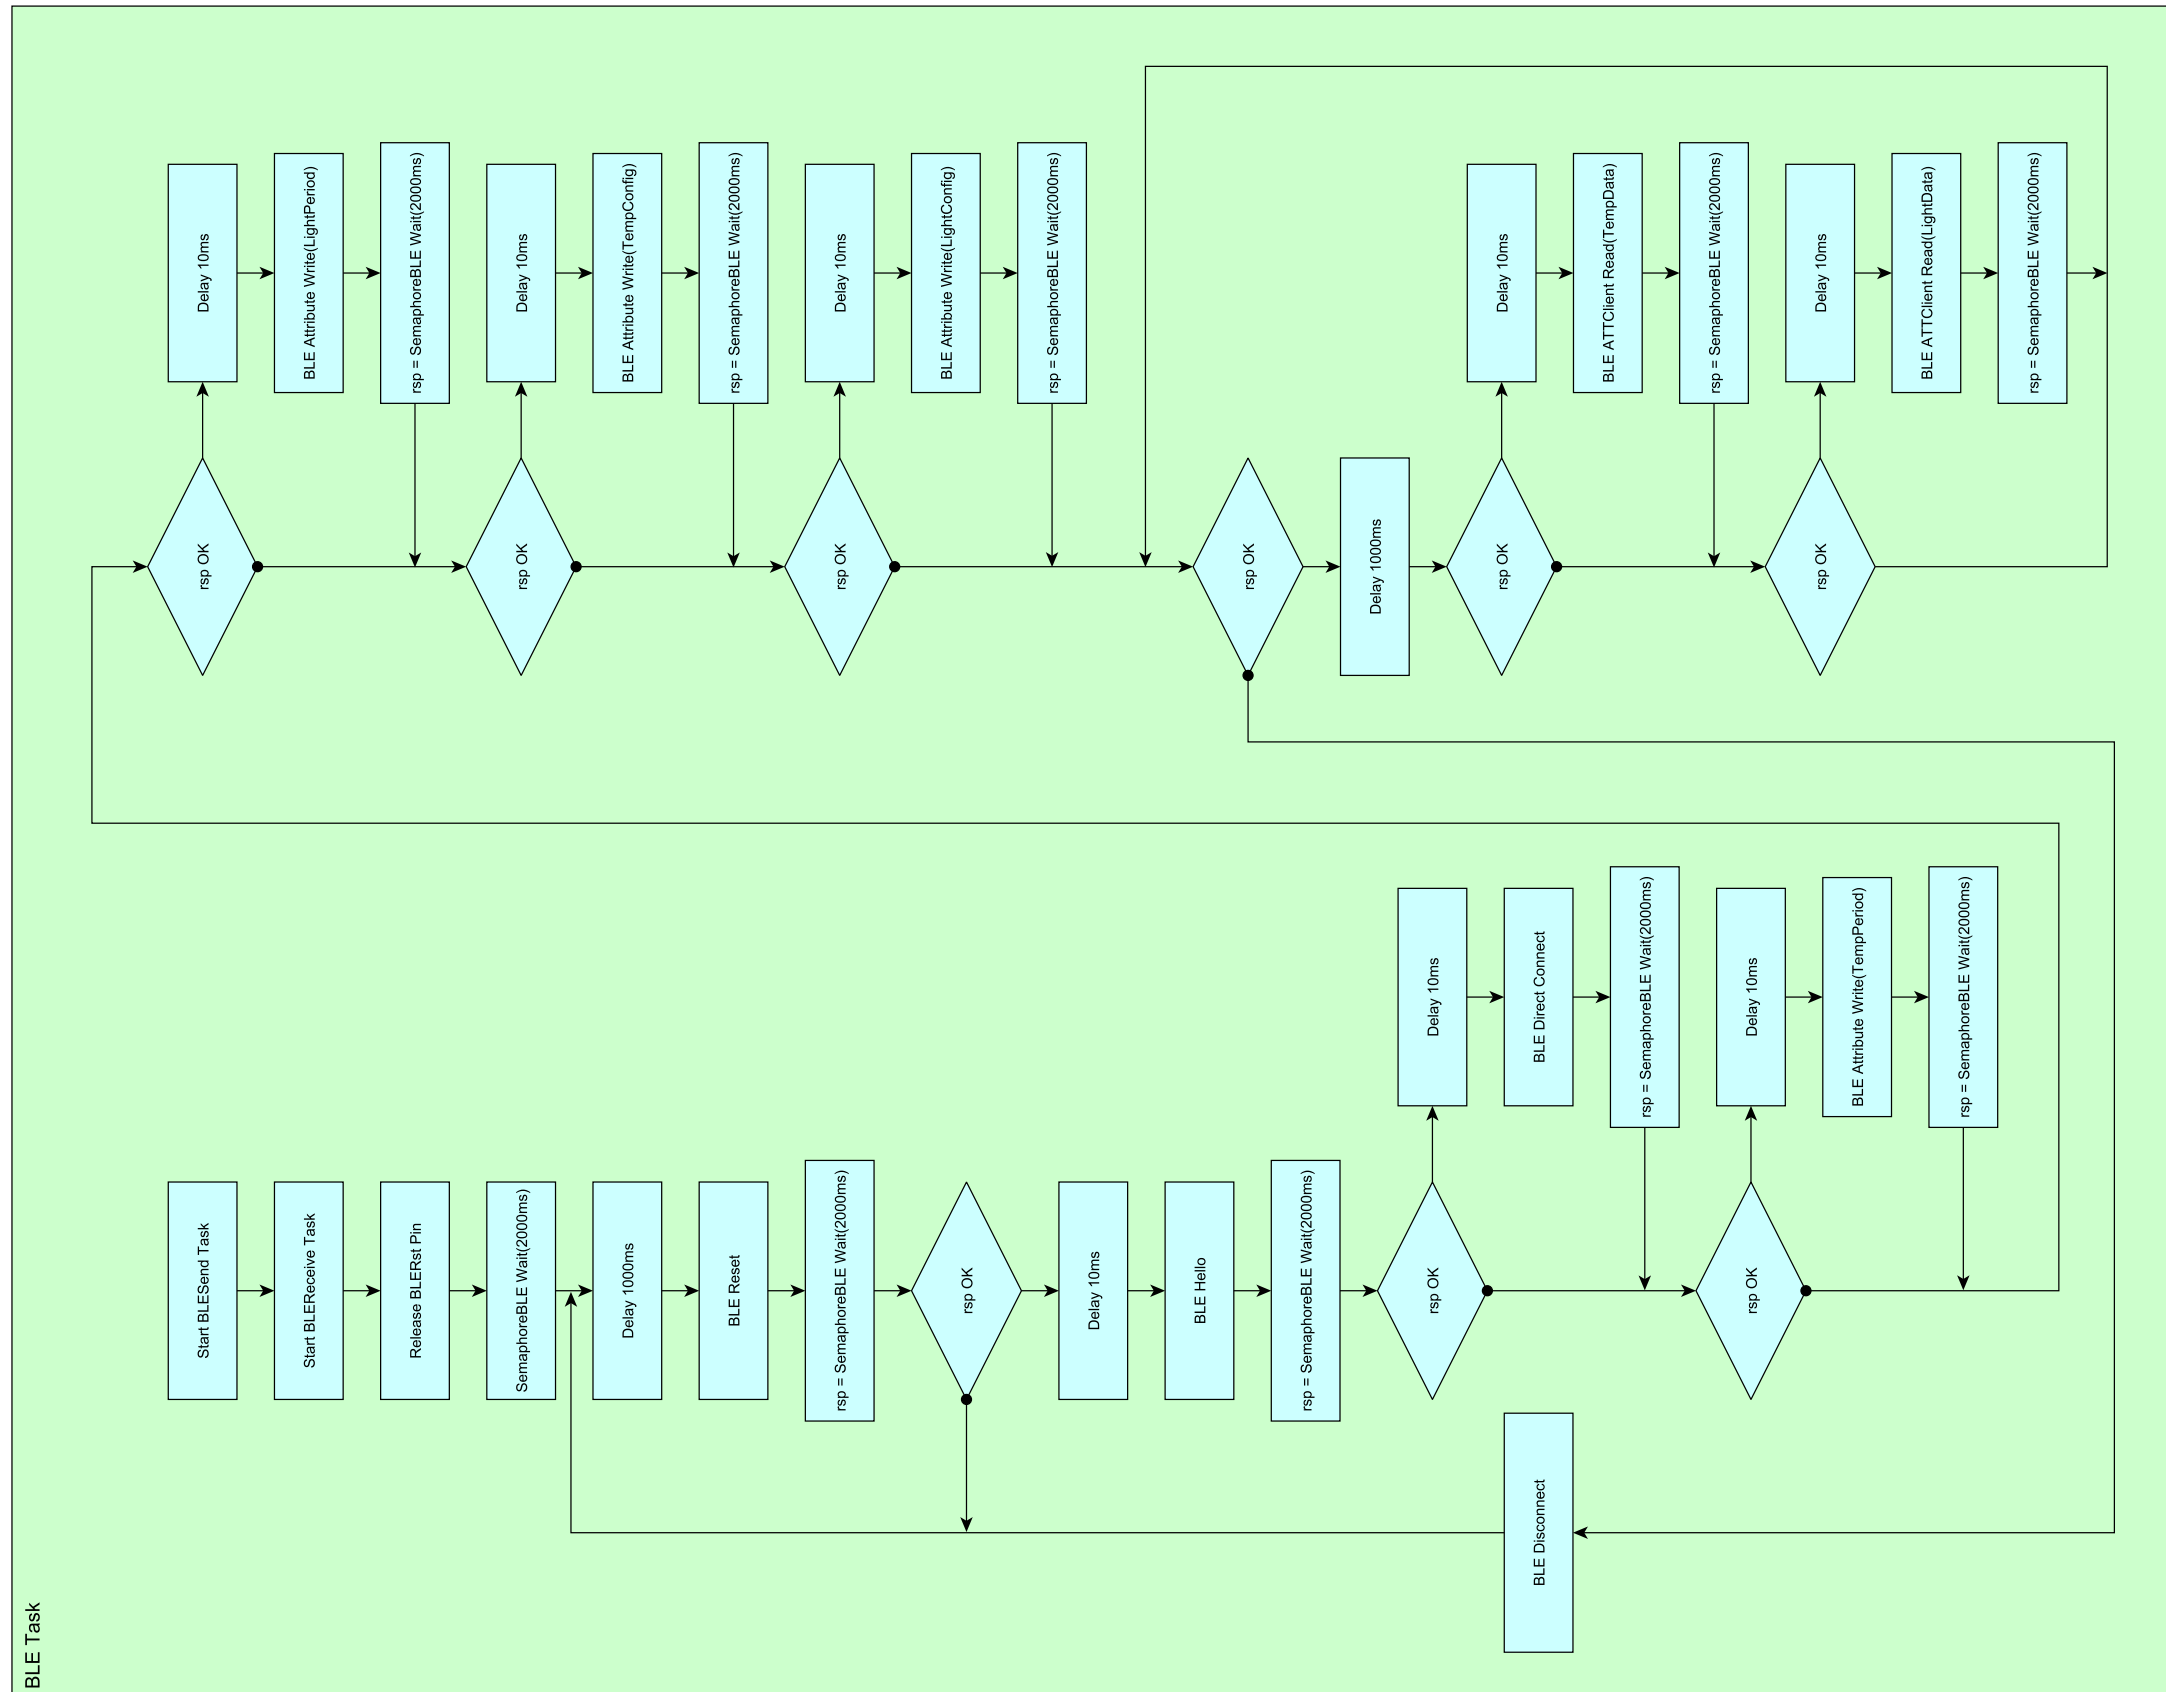 BLE Task
Start BLESend Task
Start BLEReceive Task
Release BLERst Pin
SemaphoreBLE Wait(2000ms)
Delay 1000ms
BLE Reset
rsp = SemaphoreBLE Wait(2000ms)
rsp OK
Delay 10ms
BLE Hello
rsp = SemaphoreBLE Wait(2000ms)
rsp OK
Delay 10ms
BLE Direct Connect
rsp = SemaphoreBLE Wait(2000ms)
rsp OK
Delay 10ms
BLE Attribute Write(TempPeriod)
rsp = SemaphoreBLE Wait(2000ms)
rsp OK
Delay 10ms
BLE Attribute Write(LightPeriod)
rsp = SemaphoreBLE Wait(2000ms)
rsp OK
Delay 10ms
BLE Attribute Write(TempConfig)
rsp = SemaphoreBLE Wait(2000ms)
rsp OK
Delay 10ms
BLE Attribute Write(LightConfig)
rsp = SemaphoreBLE Wait(2000ms)
rsp OK
Delay 1000ms
rsp OK
Delay 10ms
BLE ATTClient Read(TempData)
rsp = SemaphoreBLE Wait(2000ms)
rsp OK
Delay 10ms
BLE ATTClient Read(LightData)
rsp = SemaphoreBLE Wait(2000ms)
BLE Disconnect